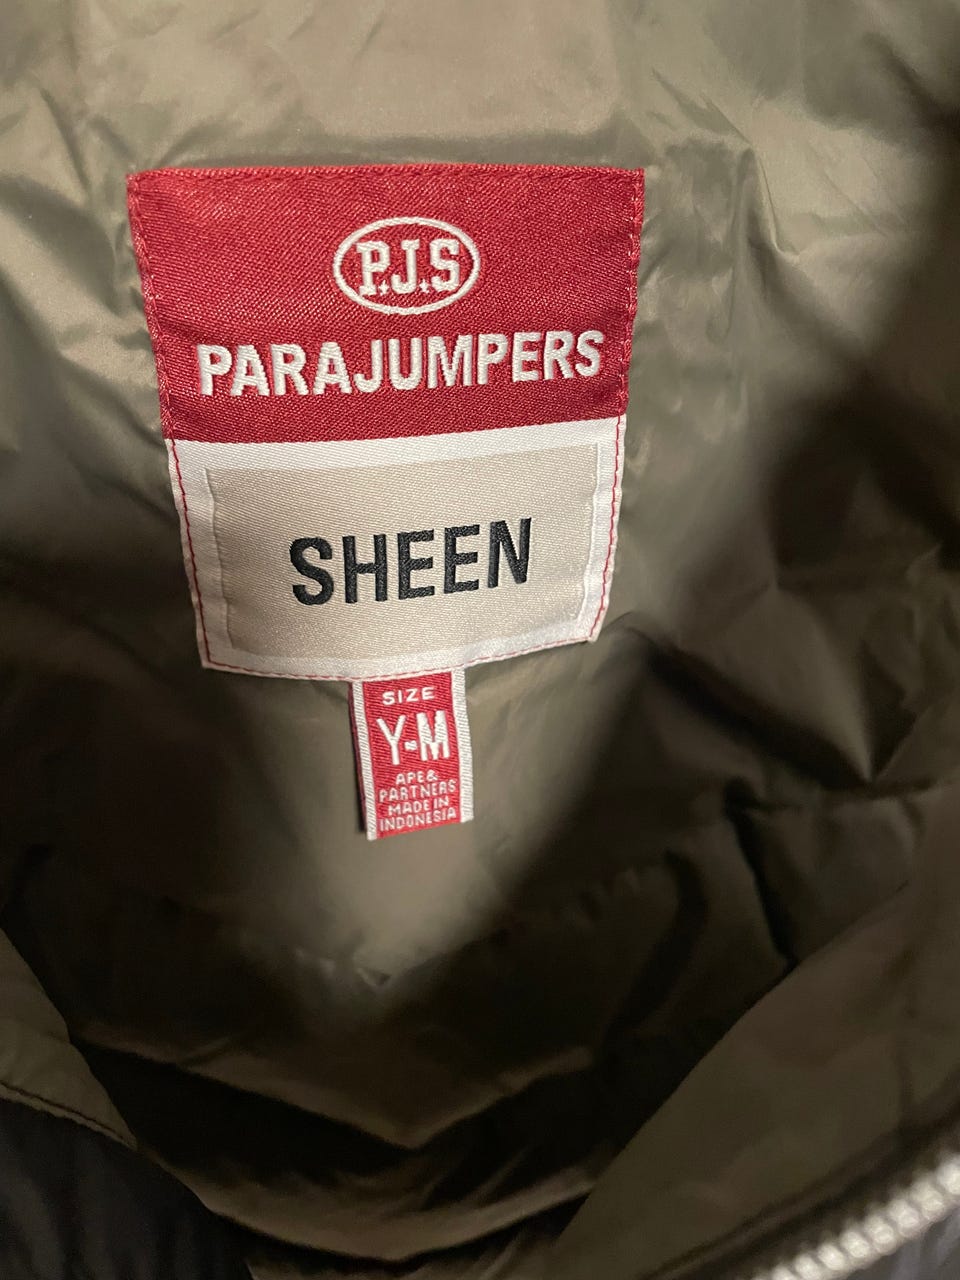 P.J.S
PARAJUMPERS
SHEEN
SIZE
Y-M
APE&
PARTNERS
MADE IN
INDONESIA